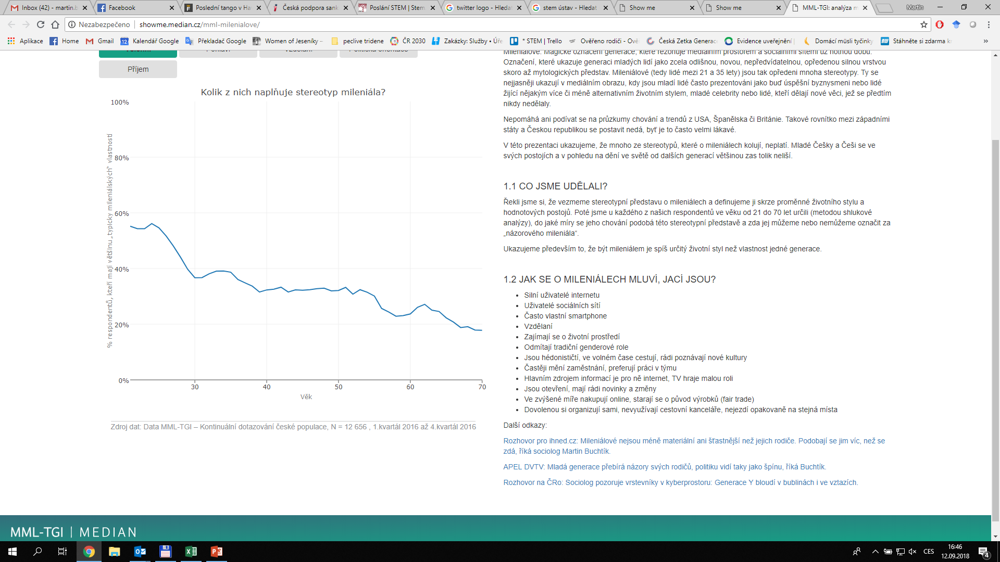 Inbox (42) - martin.b
Facebook
Poslední tango v Ha
Česká podpora sank
Poslání STEM | Stem
twitter logo - Hledat
stem ústav - Hledat
Show me
Show me
MML-TGI: analýza m
Martin
Nezabezpečeno
showme.median.cz/mml-milenialove/
Aplikace
Home
Gmail
Kalendář Google
Překladač Google
Women of Jeseníky –
peclive tridene
ČR 2030
Zakázky: Služby • Úře
* STEM | Trello
Ověřeno rodiči - Ově
Česká Zetka Generac
Evidence uveřejnění |
Domácí müsli tyčinky
Stáhněte si zdarma k
»
Pohlaví
Vzdělání
Politická orientace
Příjem
Kolik z nich naplňuje stereotyp mileniála?
100%
80%
60%
40%
20%
0%
% respondentů, kteří mají většinu „typicky mileniálských“ vlastností
30
40
50
60
70
Věk
Zdroj dat: Data MML-TGI – Kontinuální dotazování české populace, N = 12 656 , 1.kvartál 2016 až 4.kvartál 2016
Mileniálové. Magické označení generace, které rezonuje mediálním prostorem a sociálními sítěmi už hodnou dobu.
Označení, které ukazuje generaci mladých lidí jako zcela odlišnou, novou, nepředvídatelnou, opředenou silnou vrstvou
skoro až mytologických představ. Mileniálové (tedy lidé mezi 21 a 35 lety) jsou tak opředeni mnoha stereotypy. Ty se
nejjasněji ukazují v mediálním obrazu, kdy jsou mladí lidé často prezentováni jako buď úspěšní byznysmeni nebo lidé
žijící nějakým více či méně alternativním životním stylem, mladé celebrity nebo lidé, kteří dělají nové věci, jež se předtím
nikdy nedělaly.
Nepomáhá ani podívat se na průzkumy chování a trendů z USA, Španělska či Británie. Takové rovnítko mezi západními
státy a Českou republikou se postavit nedá, byť je to často velmi lákavé.
V této prezentaci ukazujeme, že mnoho ze stereotypů, které o mileniálech kolují, neplatí. Mladé Češky a Češi se ve
svých postojích a v pohledu na dění ve světě od dalších generací většinou zas tolik neliší.
1.1 CO JSME UDĚLALI?
Řekli jsme si, že vezmeme stereotypní představu o mileniálech a definujeme ji skrze proměnné životního stylu a
hodnotových postojů. Poté jsme u každého z našich respondentů ve věku od 21 do 70 let určili (metodou shlukové
analýzy), do jaké míry se jeho chování podobá této stereotypní představě a zda jej můžeme nebo nemůžeme označit za
„názorového mileniála“.
Ukazujeme především to, že být mileniálem je spíš určitý životní styl než vlastnost jedné generace.
1.2 JAK SE O MILENIÁLECH MLUVÍ, JACÍ JSOU?
• Silní uživatelé internetu
• Uživatelé sociálních sítí
• Často vlastní smartphone
• Vzdělaní
• Zajímají se o životní prostředí
• Odmítají tradiční genderové role
• Jsou hédonističtí, ve volném čase cestují, rádi poznávají nové kultury
• Častěji mění zaměstnání, preferují práci v týmu
• Hlavním zdrojem informací je pro ně internet, TV hraje malou roli
• Jsou otevření, mají rádi novinky a změny
• Ve zvýšené míře nakupují online, starají se o původ výrobků (fair trade)
• Dovolenou si organizují sami, nevyužívají cestovní kanceláře, nejezdí opakovaně na stejná místa
Další odkazy:
Rozhovor pro ihned.cz: Mileniálové nejsou méně materiální ani šťastnější než jejich rodiče. Podobají se jim víc, než se
zdá, říká sociolog Martin Buchtík.
APEL DVTV: Mladá generace přebírá názory svých rodičů, politiku vidí taky jako špínu, říká Buchtík.
Rozhovor na ČRo: Sociolog pozoruje vrstevníky v kyberprostoru: Generace Y bloudí v bublinách i ve vztazích.
MML-TGI | MEDIAN
CES
16:46
12.09.2018
4